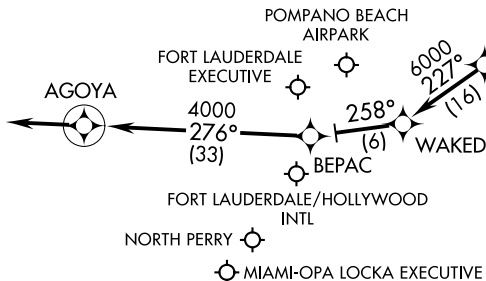 POMPANO BEACH
AIRPARK
FORT LAUDERDALE
EXECUTIVE
6000
227°
(16)
AGOYA
4000
276°
(33)
258°
(6)
WAKED
BEPAC
FORT LAUDERDALE/HOLLYWOOD
INTL
NORTH PERRY
MIAMI-OPA LOCKA EXECUTIVE